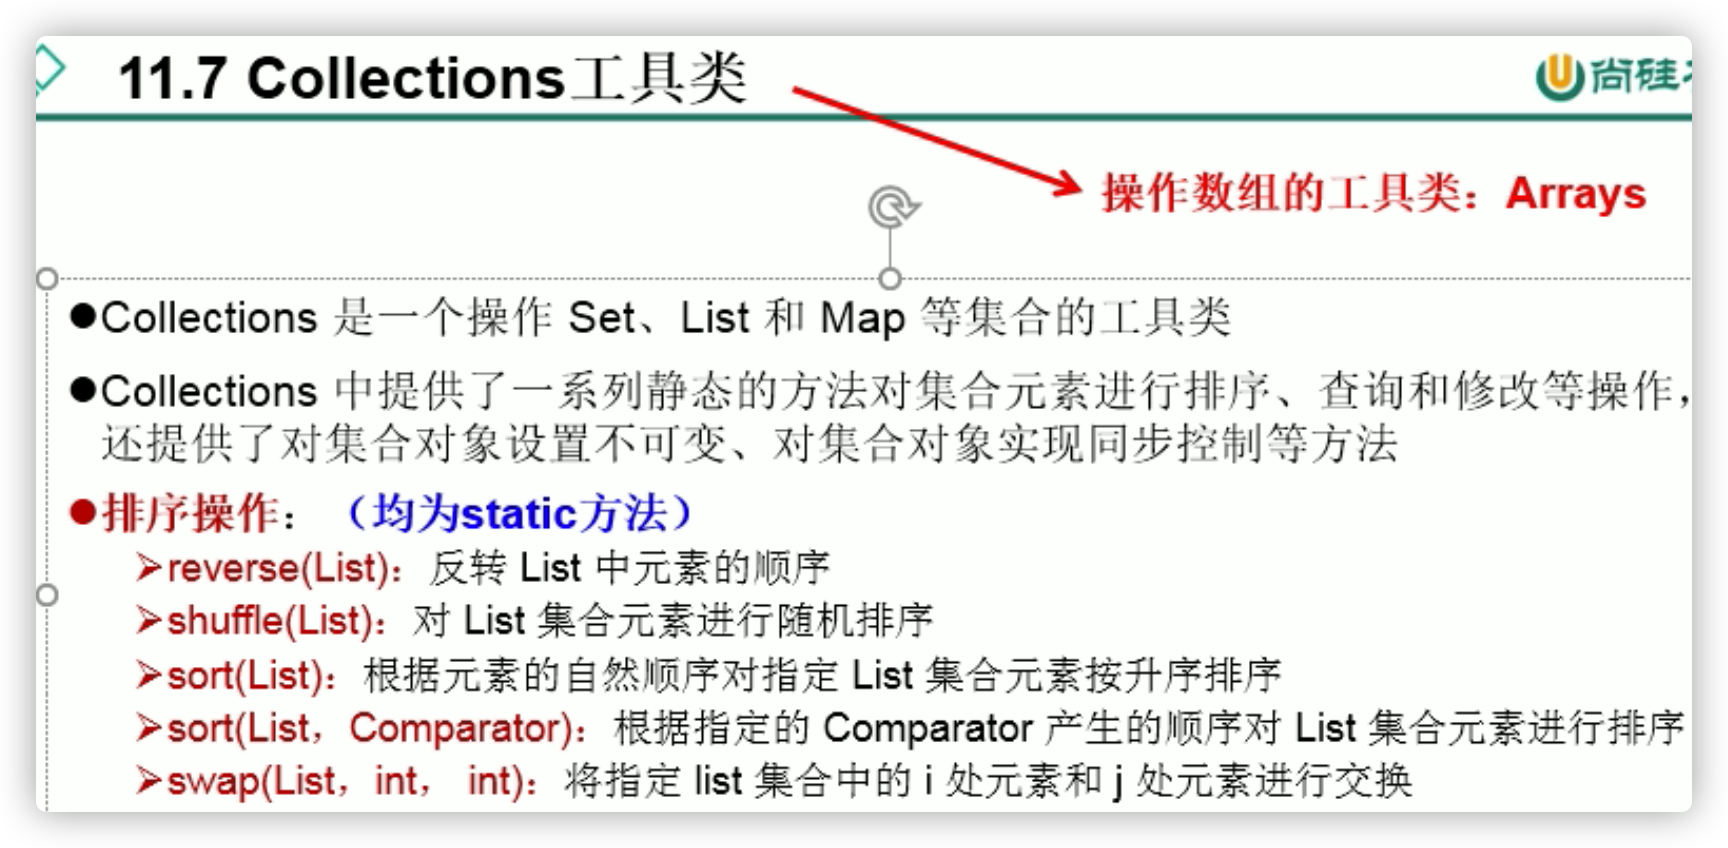 11.7 Collections工具类
尚硅
操作数组的工具类：Arrays
●Collections 是一个操作 Set、List 和 Map 等集合的工具类
●Collections 中提供了一系列静态的方法对集合元素进行排序、查询和修改等操作，
还提供了对集合对象设置不可变、对集合对象实现同步控制等方法
●排序操作：（均为static方法）
➢reverse(List)：反转 List 中元素的顺序
➢shuffle(List)：对 List 集合元素进行随机排序
➢sort(List)：根据元素的自然顺序对指定 List 集合元素按升序排序
➢sort(List，Comparator)：根据指定的 Comparator 产生的顺序对 List 集合元素进行排序
➢swap(List，int， int)：将指定 list 集合中的 i 处元素和 j 处元素进行交换